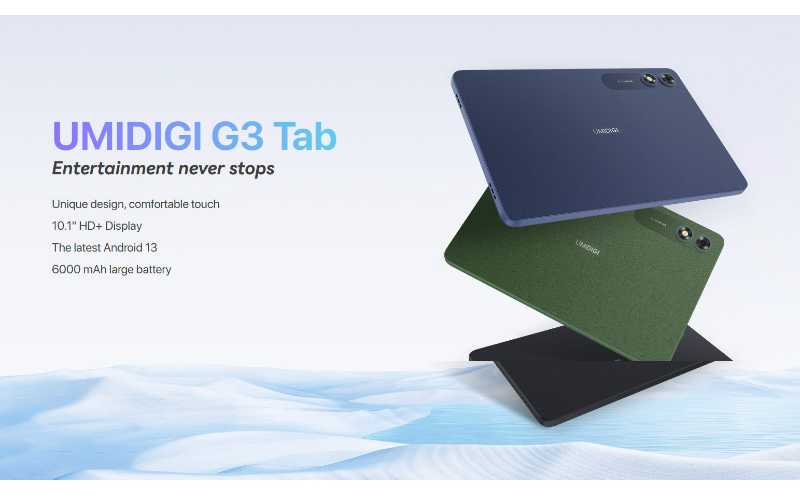 UMIDIGI G3 Tab
Entertainment never stops
Unique design, comfortable touch
10.1" HD+ Display
The latest Android 13
6000 mAh large battery
UMIDIGI
UMIDIGI